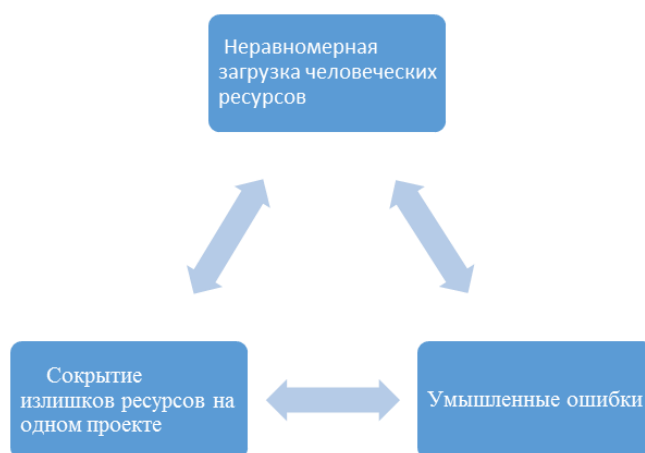 Неравномерная
загрузка человеческих
ресурсов
Сокрытие
излишков ресурсов на
одном проекте
Умышленные ошибки